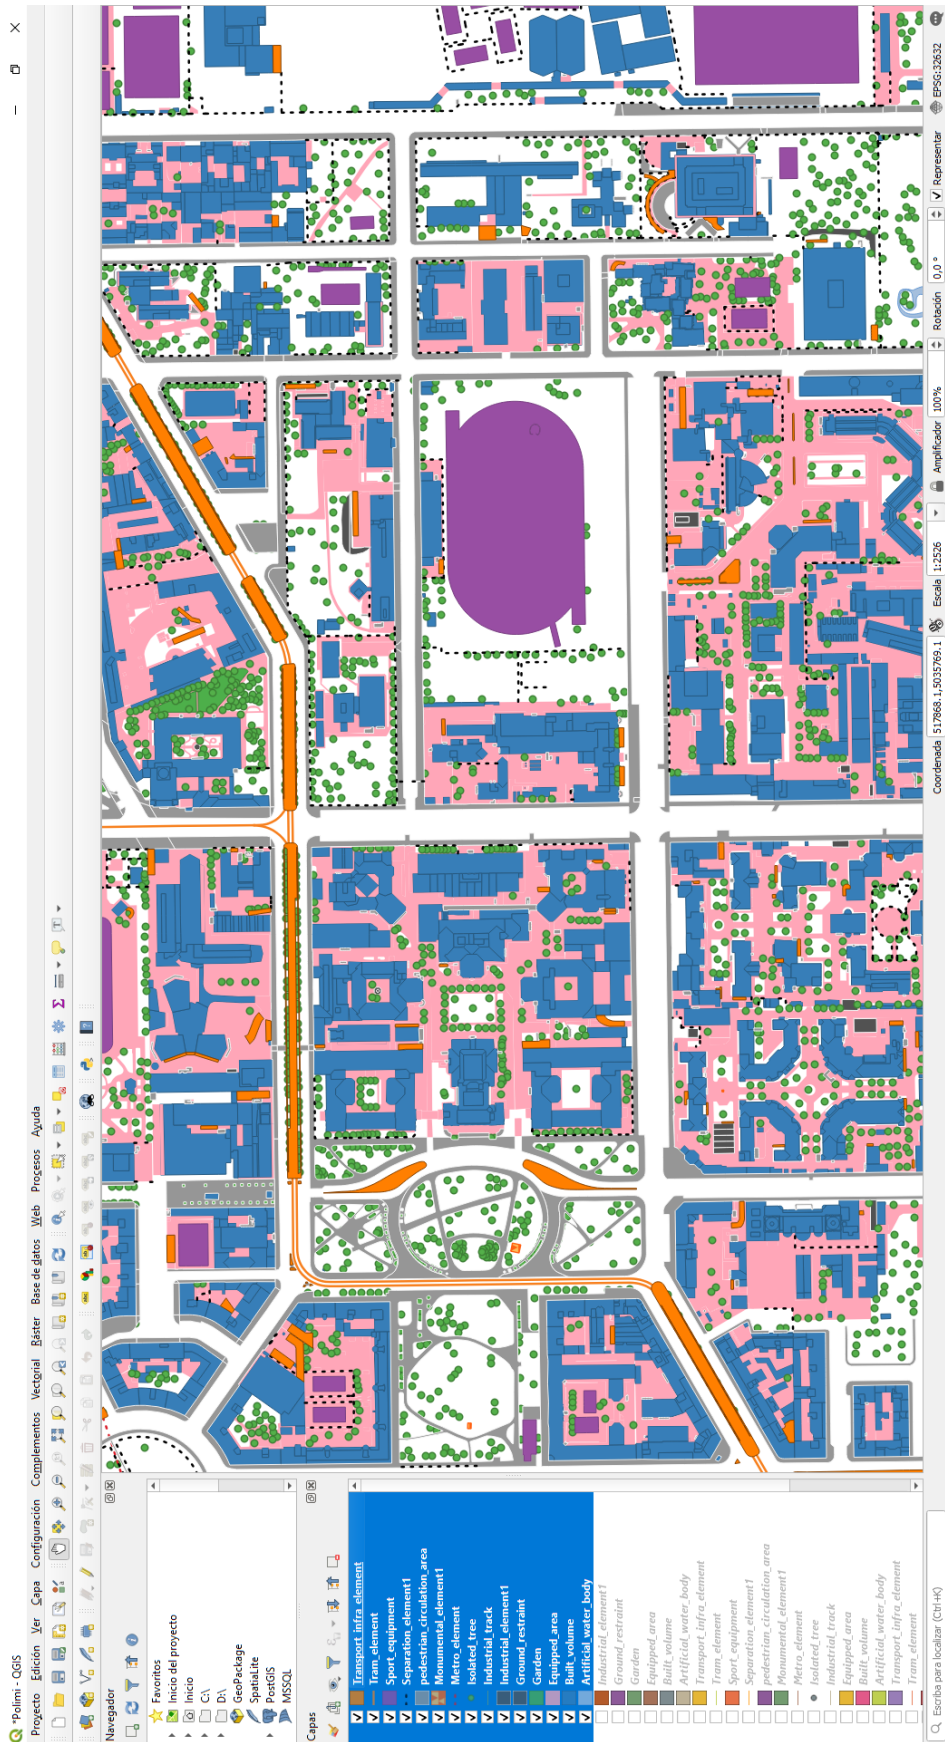 *Polimi - QGIS
Proyecto Edición Ver Capa Configuración Complementos Vectorial Ráster Base de datos Web Procesos Ayuda
Navegador
Favoritos
Inicio del proyecto
Inicio
C:\
D:\
GeoPackage
SpatiaLite
PostGIS
MSSQL
Capas
Transport_infra_element
Tram_element
Sport_equipment
Separation_element1
pedestrian_circulation_area
Monumental_element1
Metro_element
Isolated_tree
Industrial_track
Industrial_element1
Ground_restraint
Garden
Equipped_area
Built_volume
Artificial_water_body
Industrial_element1
Ground_restraint
Garden
Equipped_area
Built_volume
Artificial_water_body
Transport_infra_element
Tram_element
Sport_equipment
Separation_element1
pedestrian_circulation_area
Monumental_element1
Metro_element
Isolated_tree
Industrial_track
Equipped_area
Built_volume
Artificial_water_body
Transport_infra_element
Tram_element
Escriba para localizar (Ctrl+K)
Coordenada 517868.1,5035769.1 Escala 1:2526 Amplificador 100% Rotación 0,0 ° Representar EPSG:32632